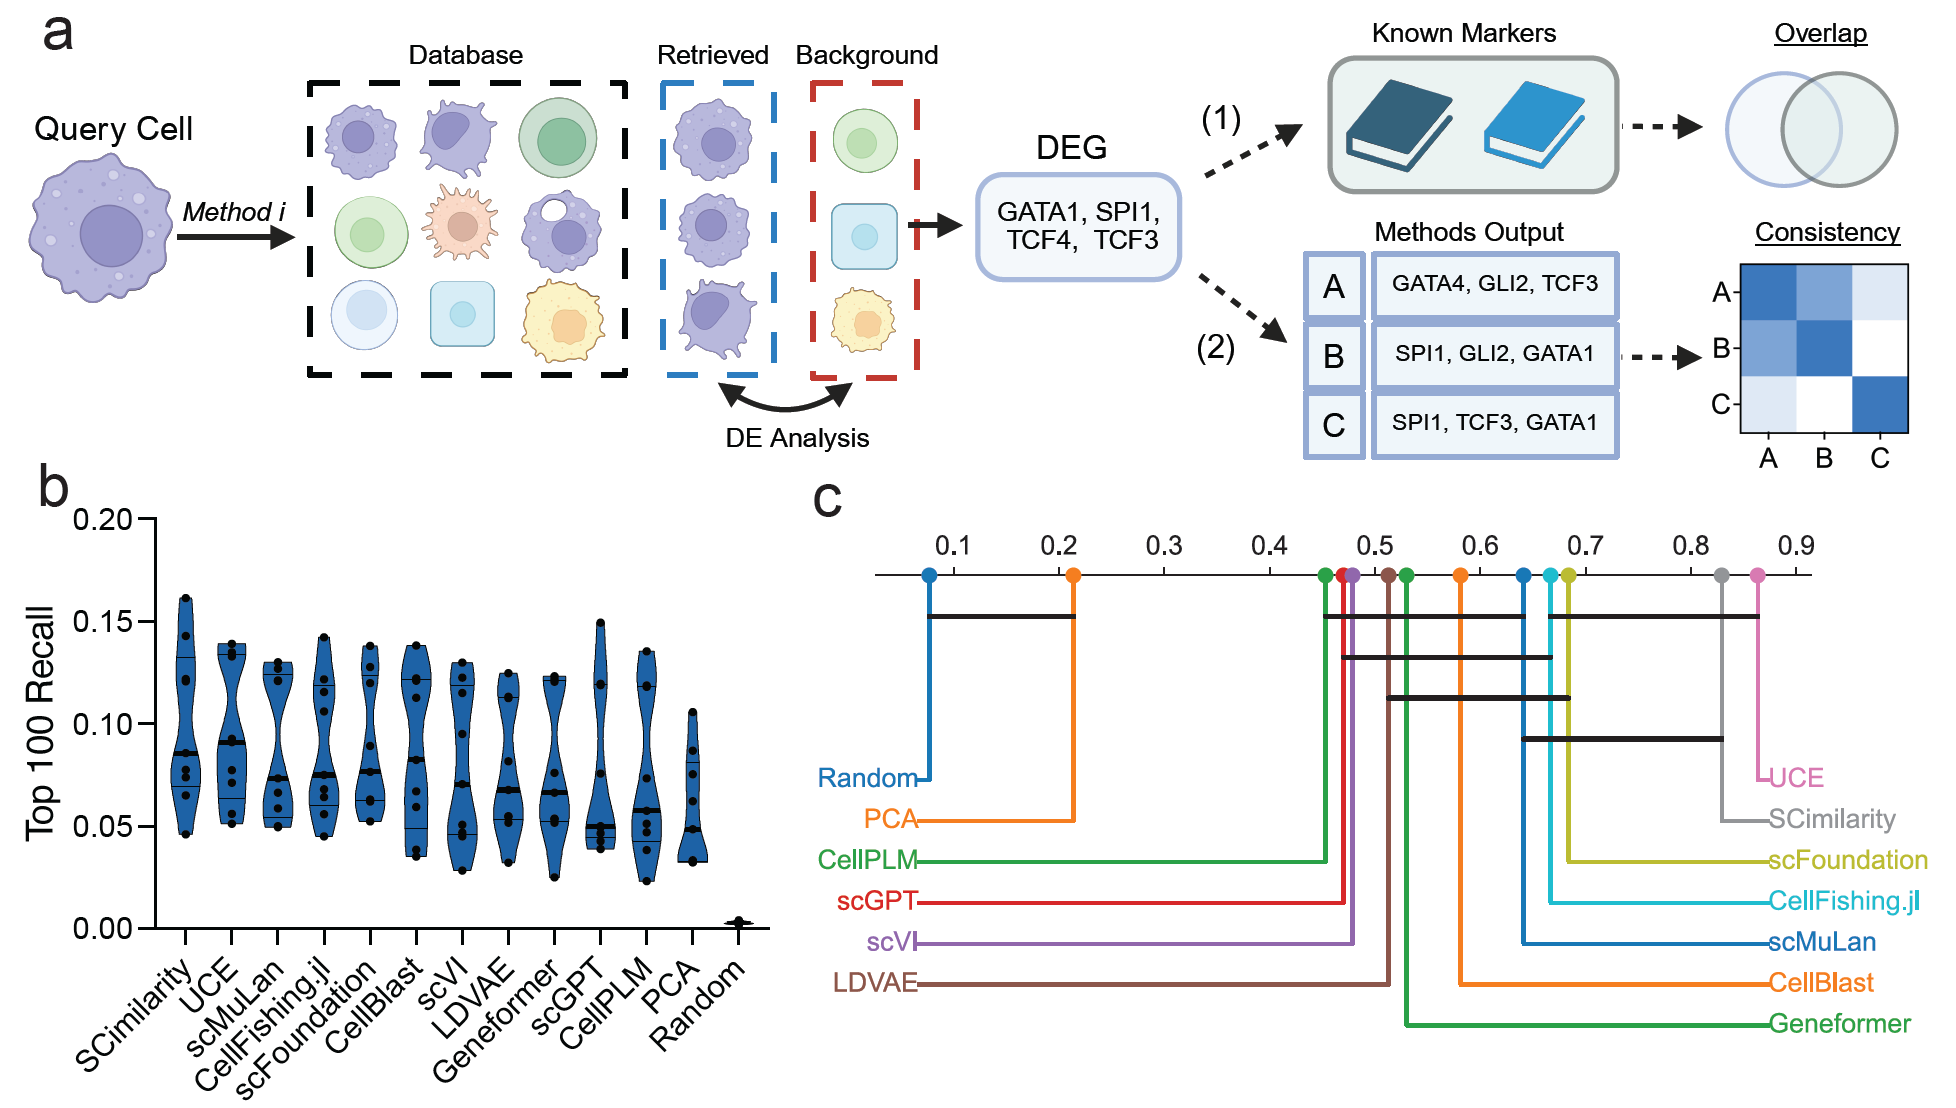 a
Query Cell
Method i
Database
Retrieved
Background
DE Analysis
DEG
GATA1, SPI1,
TCF4, TCF3
(1)
(2)
Known Markers
Overlap
Methods Output
A
GATA4, GLI2, TCF3
B
SPI1, GLI2, GATA1
C
SPI1, TCF3, GATA1
Consistency
A
B
C
A B C
b
Top 100 Recall
0.20
0.15
0.10
0.05
0.00
SCimilarity
UCE
scMuLan
CellFishing.jl
scFoundation
CellBlast
scVI
LDVAE
Geneformer
scGPT
CellPLM
PCA
Random
c
0.1 0.2 0.3 0.4 0.5 0.6 0.7 0.8 0.9
Random
PCA
CellPLM
scGPT
scVI
LDVAE
UCE
SCimilarity
scFoundation
CellFishing.jl
scMuLan
CellBlast
Geneformer